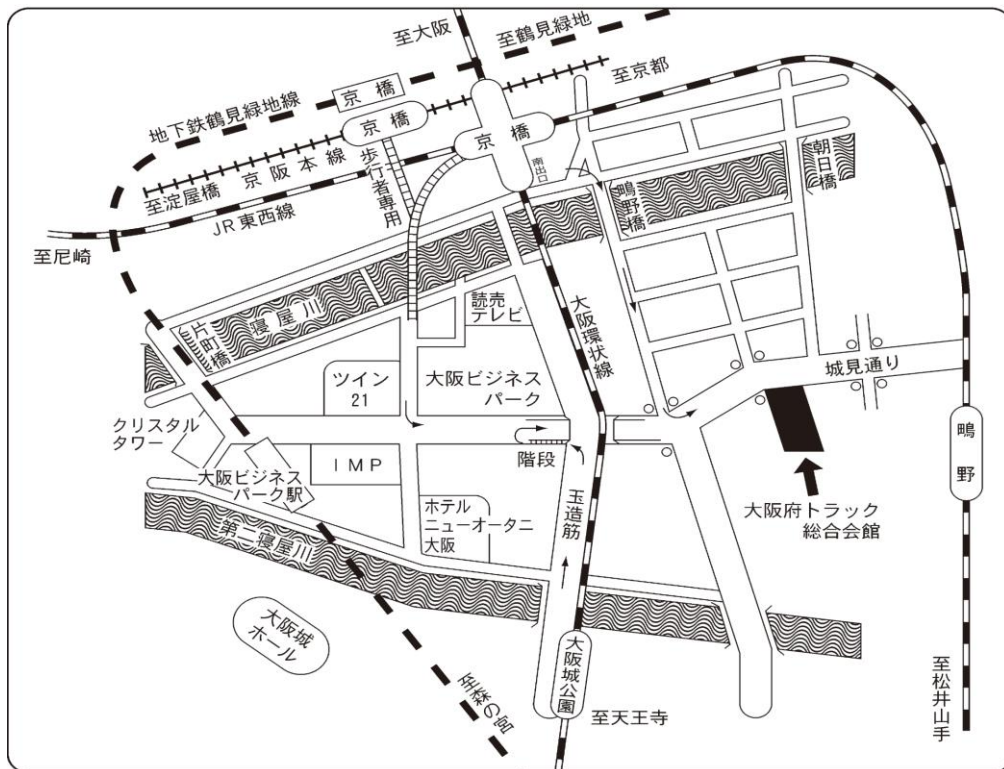 至大阪
至鶴見緑地
至京都
地下鉄鶴見緑地線
京橋
京橋
京橋
南出口
至淀屋橋
京阪本線
歩行者専用
JR東西線
至尼崎
鴫野橋
朝日橋
寝屋川
片町橋
読売
テレビ
大阪環状線
城見通り
ツイン
21
大阪ビジネス
パーク
クリスタル
タワー
階段
IMP
大阪ビジネス
パーク駅
鴫野
大阪府トラック
総合会館
ホテル
ニューオータニ
大阪
玉造筋
第二寝屋川
大阪城
ホール
大阪城公園
至森の宮
至天王寺
至松井山手